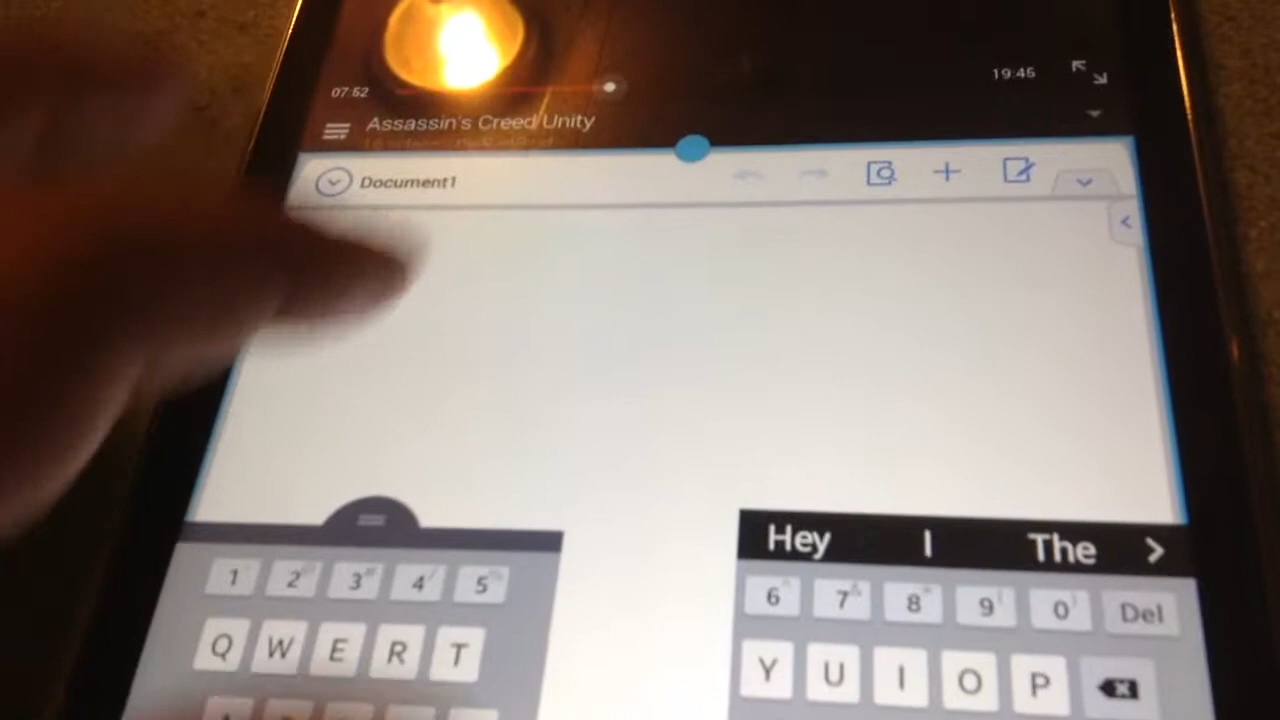 07:52
19:45
Assassin's Creed Unity
Document1
Hey I The
1 2 3 4 5
6 7 8 9 0 Del
Q W E R T
Y U I O P